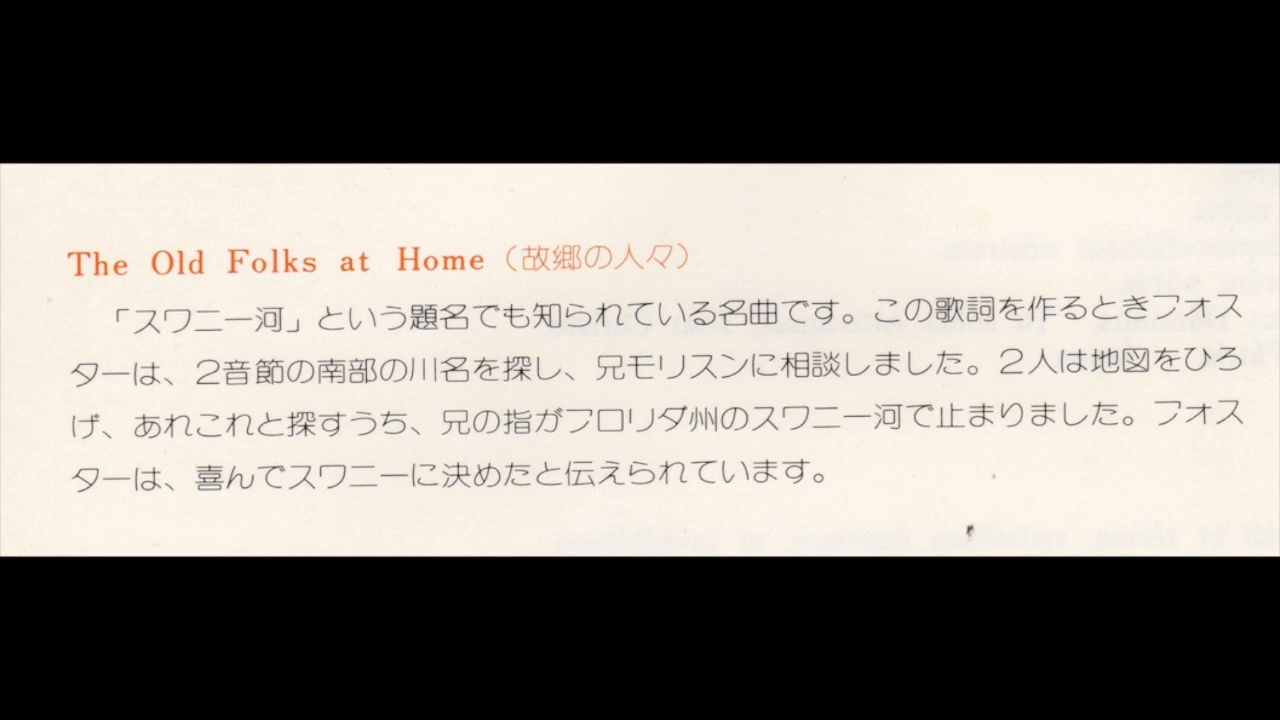 The Old Folks at Home（故郷の人々）
「スワニー河」という題名でも知られている名曲です。この歌詞を作るときフォス
ターは、２音節の南部の川名を探し、兄モリスンに相談しました。２人は地図をひろ
げ、あれこれと探すうち、兄の指がフロリダ州のスワニー河で止まりました。フォス
ターは、喜んでスワニーに決めたと伝えられています。